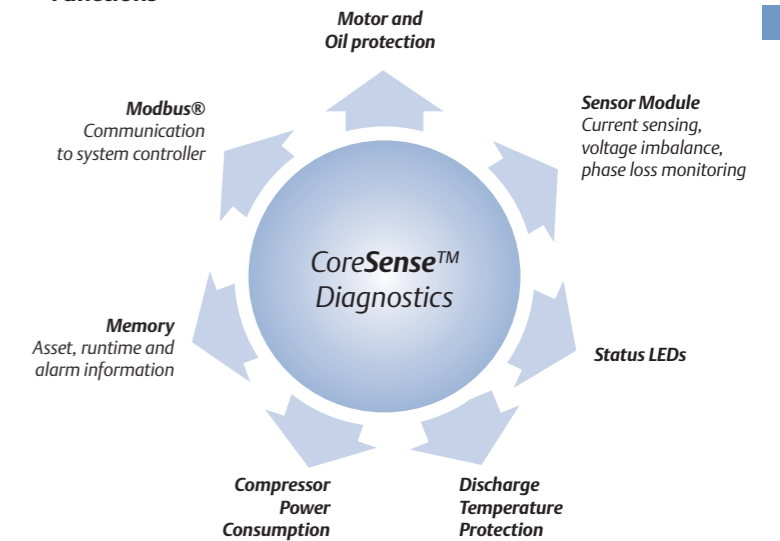 Functions
Motor and
Oil protection
Modbus®
Communication
to system controller
Sensor Module
Current sensing,
voltage imbalance,
phase loss monitoring
CoreSense™
Diagnostics
Memory
Asset, runtime and
alarm information
Status LEDs
Compressor
Power
Consumption
Discharge
Temperature
Protection